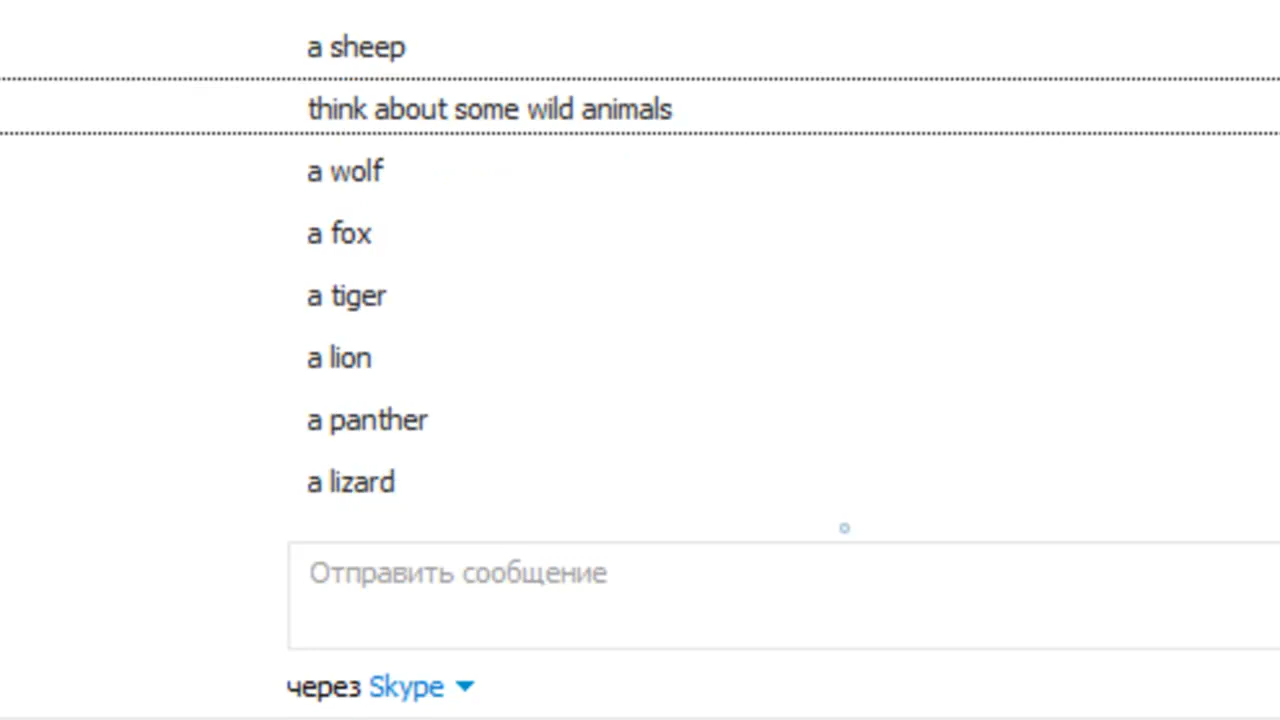 a sheep
think about some wild animals
a wolf
a fox
a tiger
a lion
a panther
a lizard
Отправить сообщение
через Skype